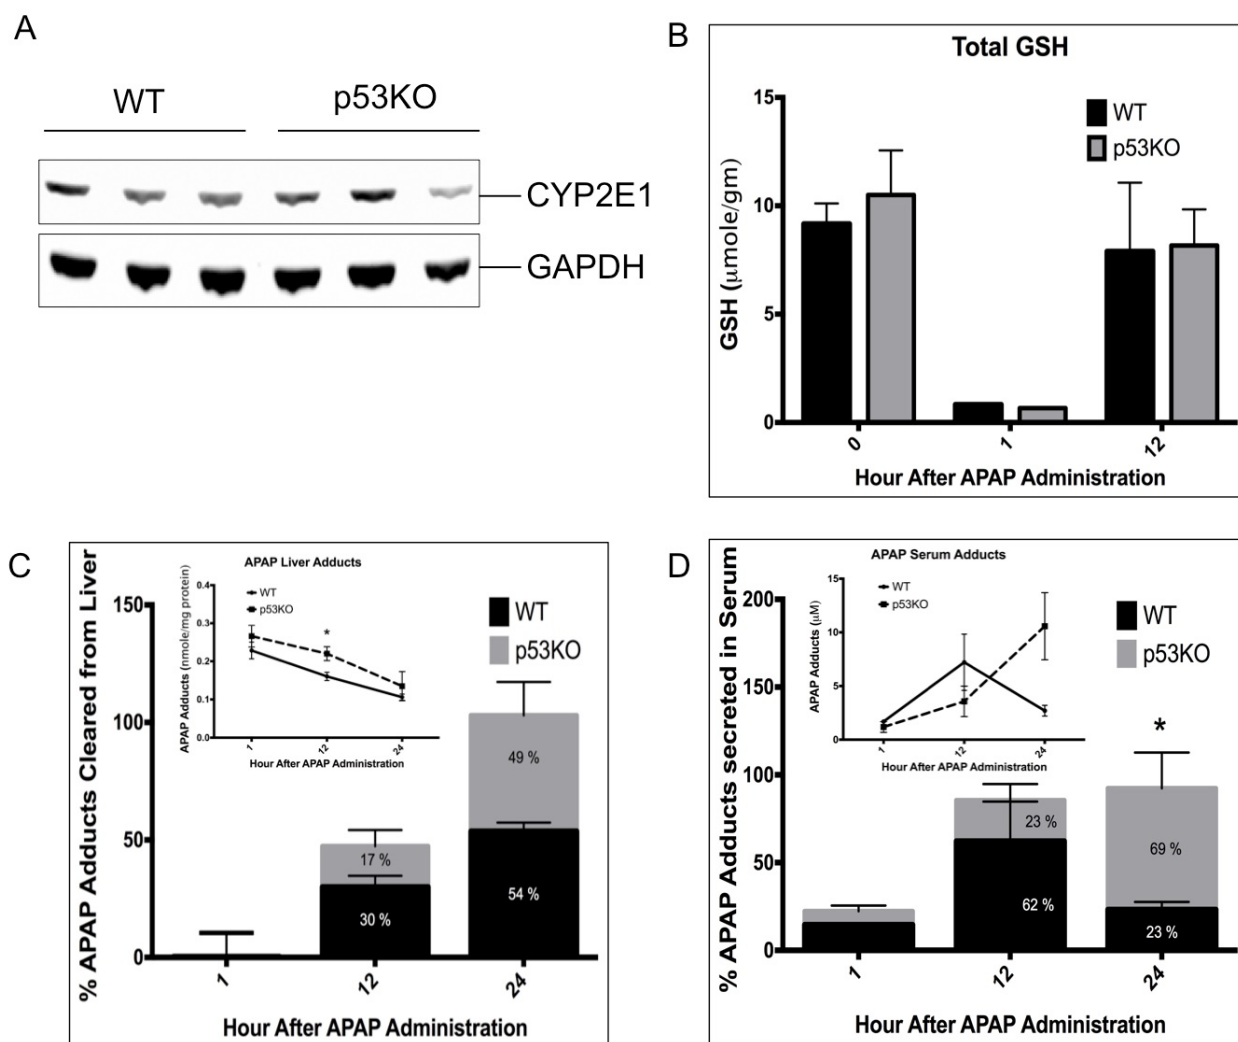 A
WT
p53KO
CYP2E1
GAPDH
B
Total GSH
WT
p53KO
GSH (μmole/gm)
15
10
5
0
0
1
12
Hour After APAP Administration
C
% APAP Adducts Cleared from Liver
150
100
50
0
APAP Liver Adducts
WT
p53KO
*
APAP Adducts (nmole/mg protein)
0.4
0.3
0.2
0.1
0.0
1
12
24
Hour After APAP Administration
WT
p53KO
49 %
17 %
30 %
54 %
1
12
24
Hour After APAP Administration
D
% APAP Adducts secreted in Serum
200
150
100
50
0
APAP Serum Adducts
WT
p53KO
APAP Adducts (μM)
15
10
5
0
1
12
24
Hour After APAP Administration
WT
p53KO
*
23 %
69 %
62 %
23 %
1
12
24
Hour After APAP Administration